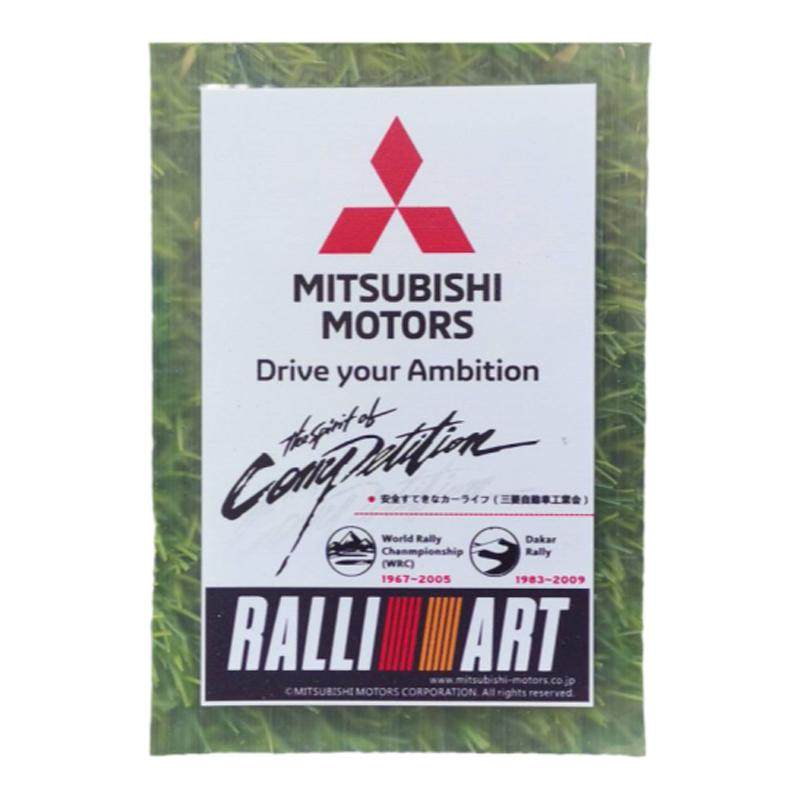 MITSUBISHI
MOTORS
Drive your Ambition
the Spirit of
Competition
● 安全すてきなカーライフ ( 三菱自動車工業会 )
World Rally
Chanmpionship
(WRC)
1967~2005
Dakar
Rally
1983~2009
RALLI ART
www.mitsubishi-motors.co.jp
©MITSUBISHI MOTORS CORPORATION. All rights reserved.